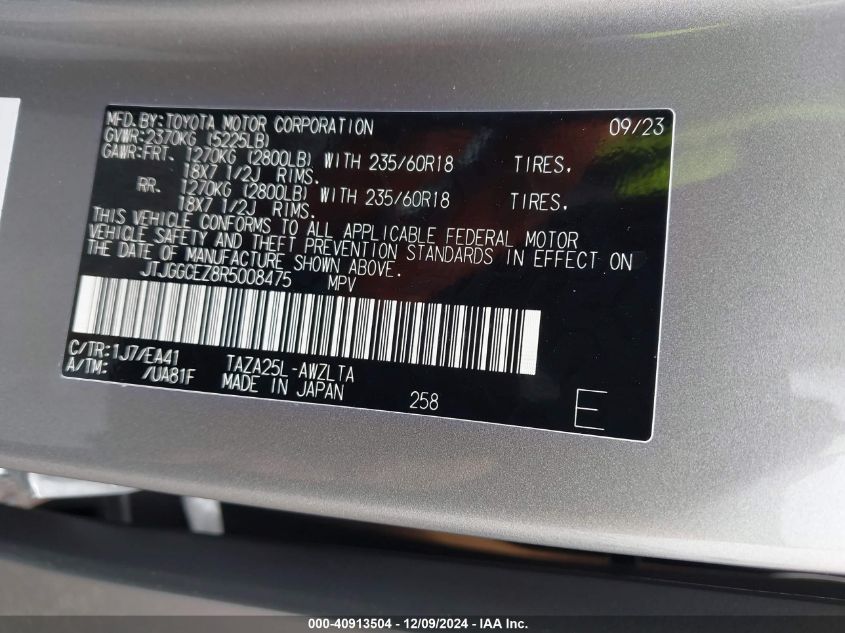 MFD.BY:TOYOTA MOTOR CORPORATION 09/23
GVWR:2370KG (5225LB)
GAWR:FRT. 1270KG (2800LB) WITH 235/60R18 TIRES,
18X7 1/2J RIMS.
RR. 1270KG (2800LB) WITH 235/60R18 TIRES,
18X7 1/2J RIMS.
THIS VEHICLE CONFORMS TO ALL APPLICABLE FEDERAL MOTOR
VEHICLE SAFETY AND THEFT PREVENTION STANDARDS IN EFFECT ON
THE DATE OF MANUFACTURE SHOWN ABOVE.
JTJGGCEZ8R5008475 MPV
C/TR:1J7/EA41 TAZA25L-AWZLTA
A/TM: /UA81F MADE IN JAPAN 258 E
000-40913504 - 12/09/2024 - IAA Inc.